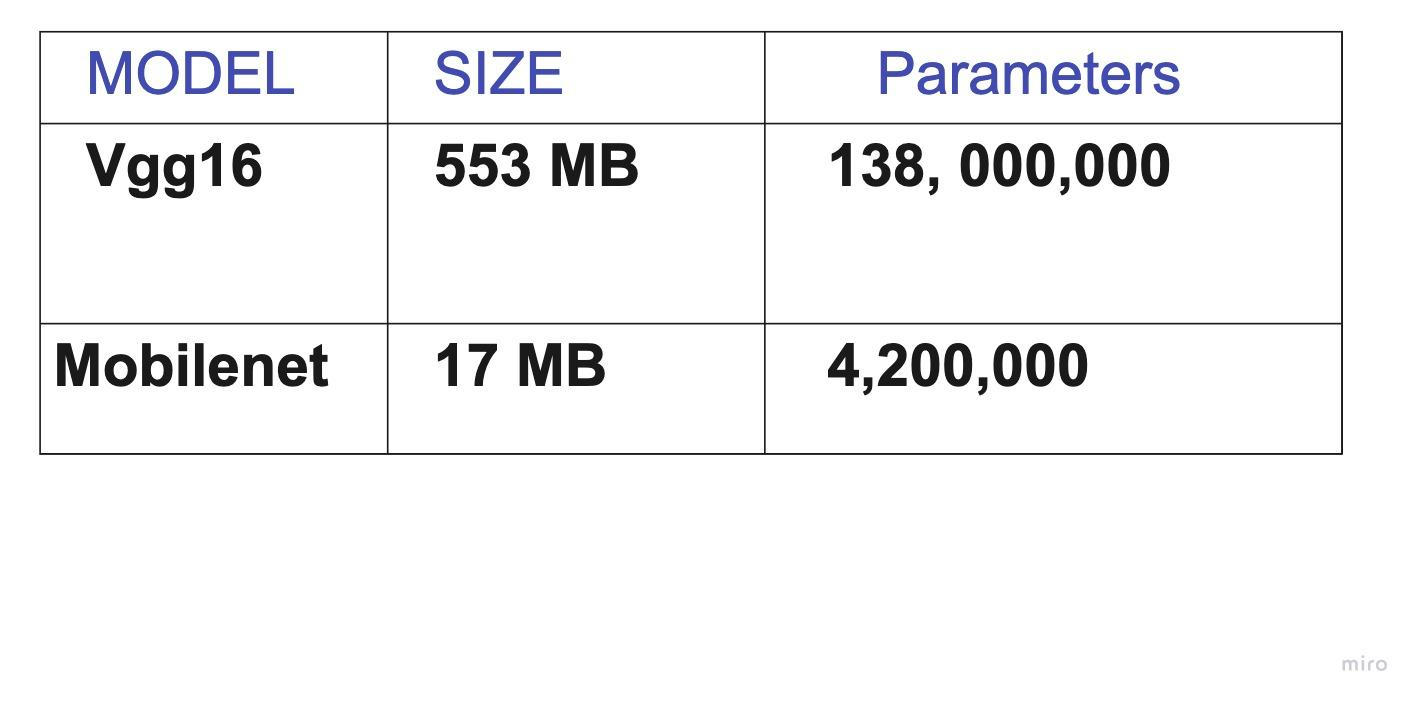 MODEL SIZE Parameters
Vgg16 553 MB 138, 000,000
Mobilenet 17 MB 4,200,000
miro